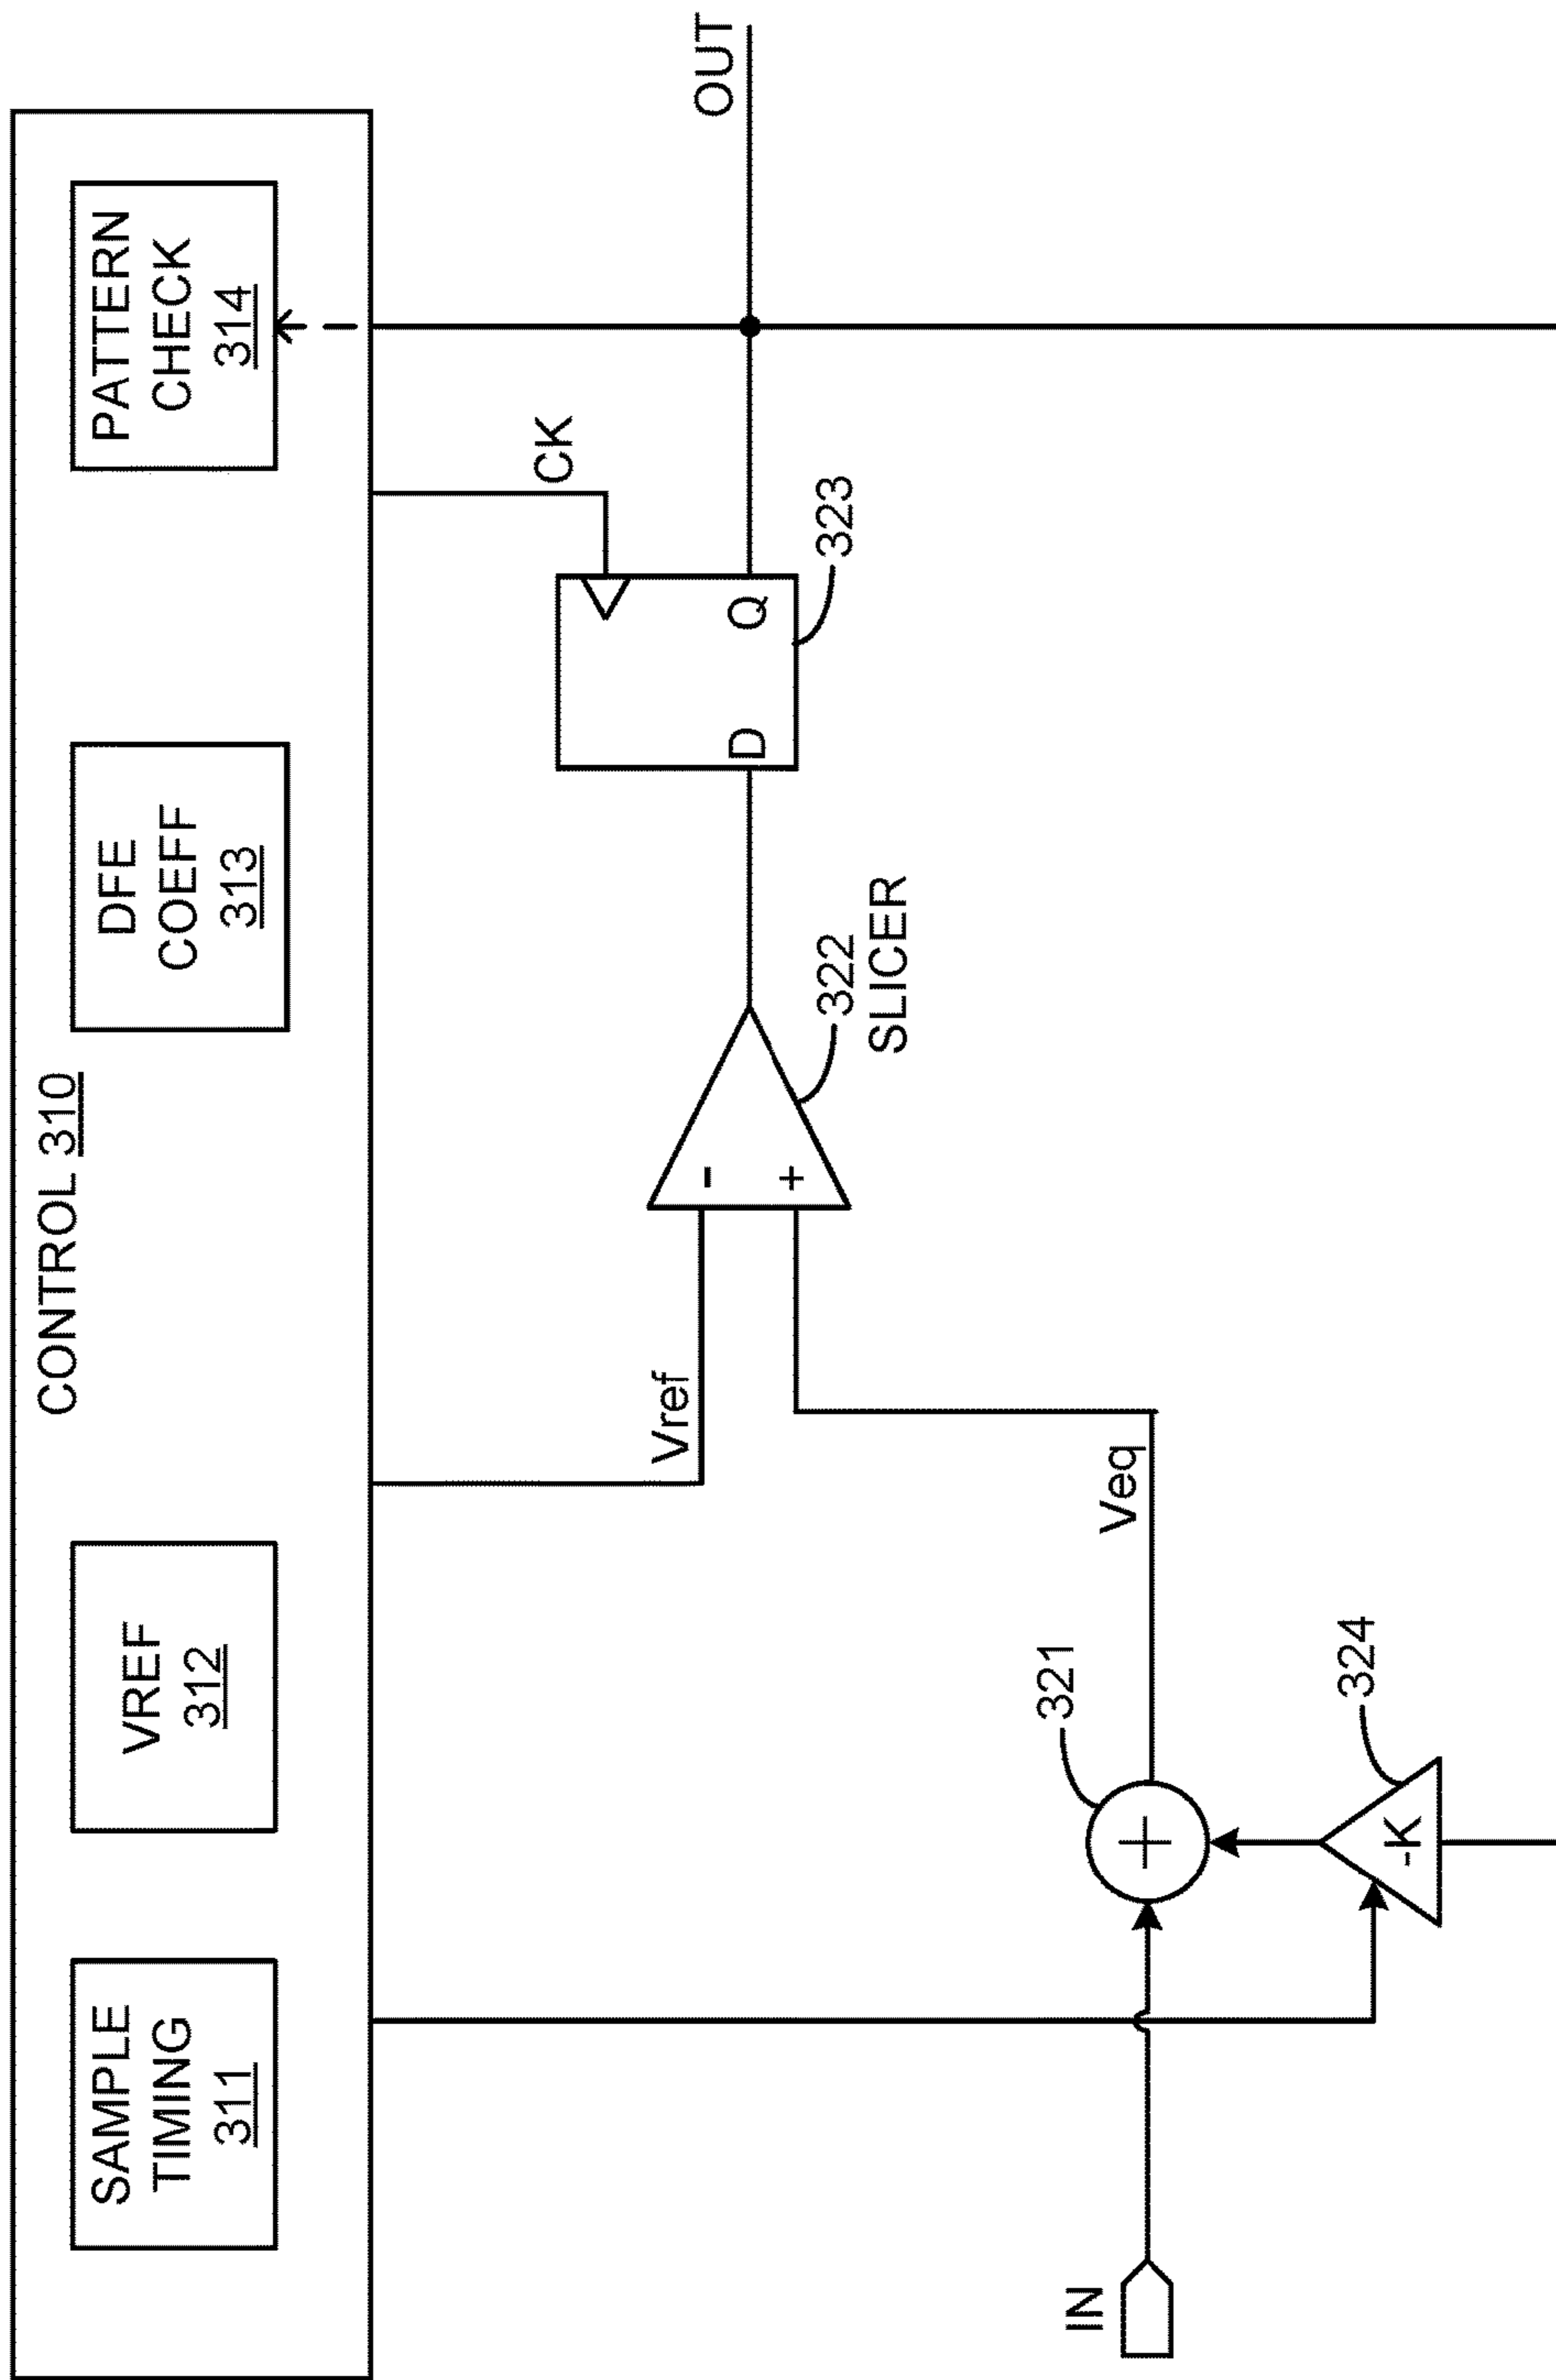 CONTROL 310
SAMPLE
TIMING
311
VREF
312
DFE
COEFF
313
PATTERN
CHECK
314
Vref
CK
OUT
-
+
322
SLICER
D
Q
323
Veq
321
+
IN
-K
324